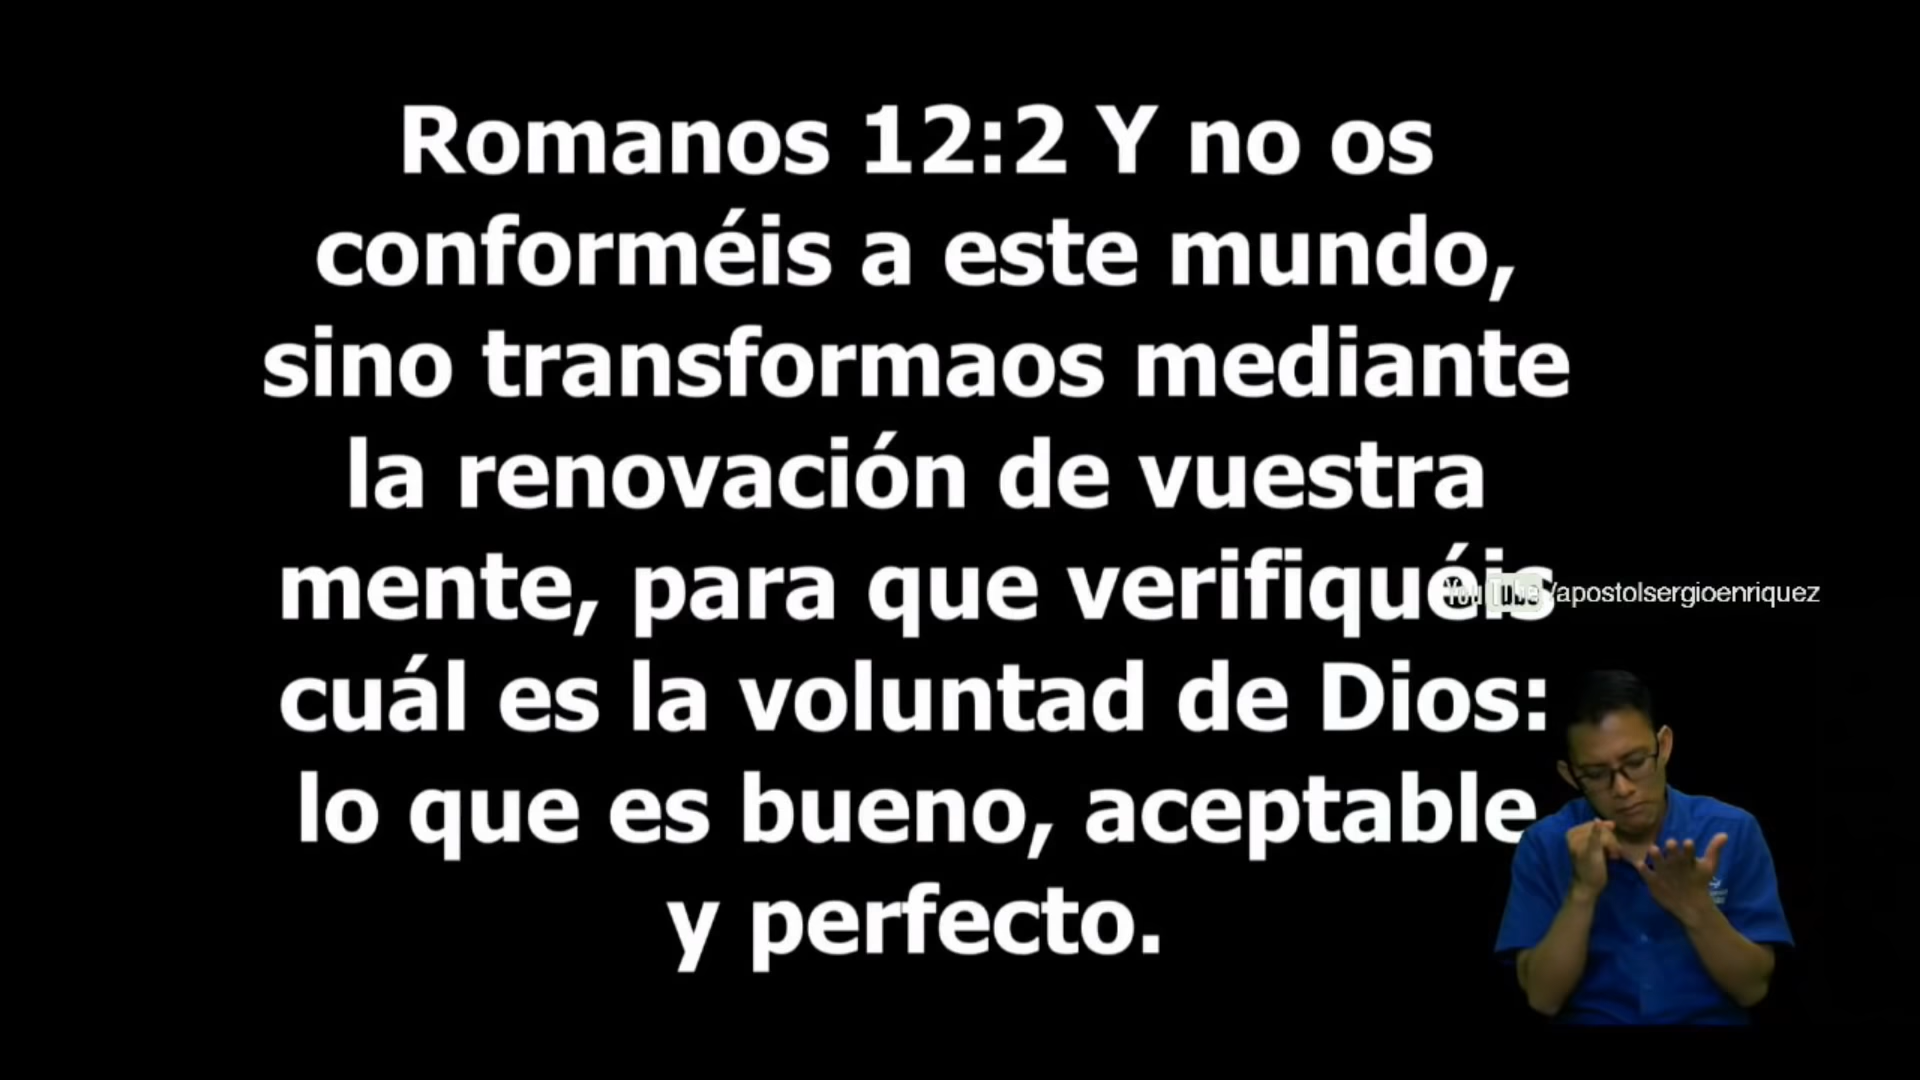 Romanos 12:2 Y no os
conforméis a este mundo,
sino transformaos mediante
la renovación de vuestra
mente, para que verifiquéis
YouTube /apostolsergioenriquez
cuál es la voluntad de Dios:
lo que es bueno, aceptable
y perfecto.